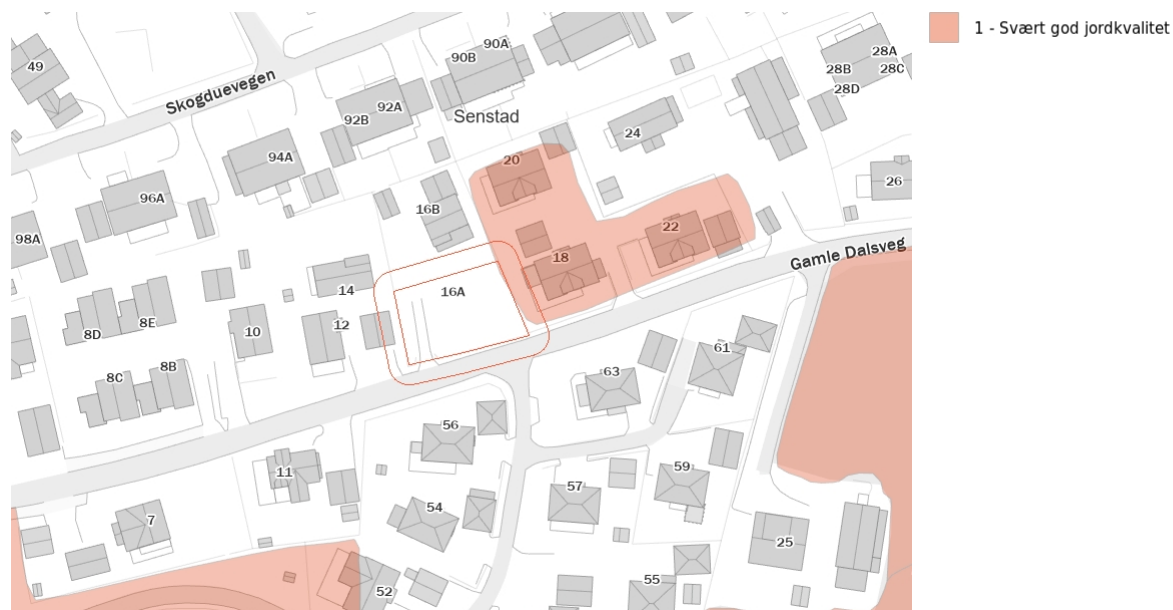 1 - Svært god jordkvalitet
90A
28A
49
90B
28B
28C
28D
Skogduevegen
92A
Senstad
92B
24
94A
20
26
96A
16B
22
98A
Gamle Dalsveg
18
14
16A
8E
12
8D
10
61
8B
63
8C
56
11
59
57
54
7
25
55
52